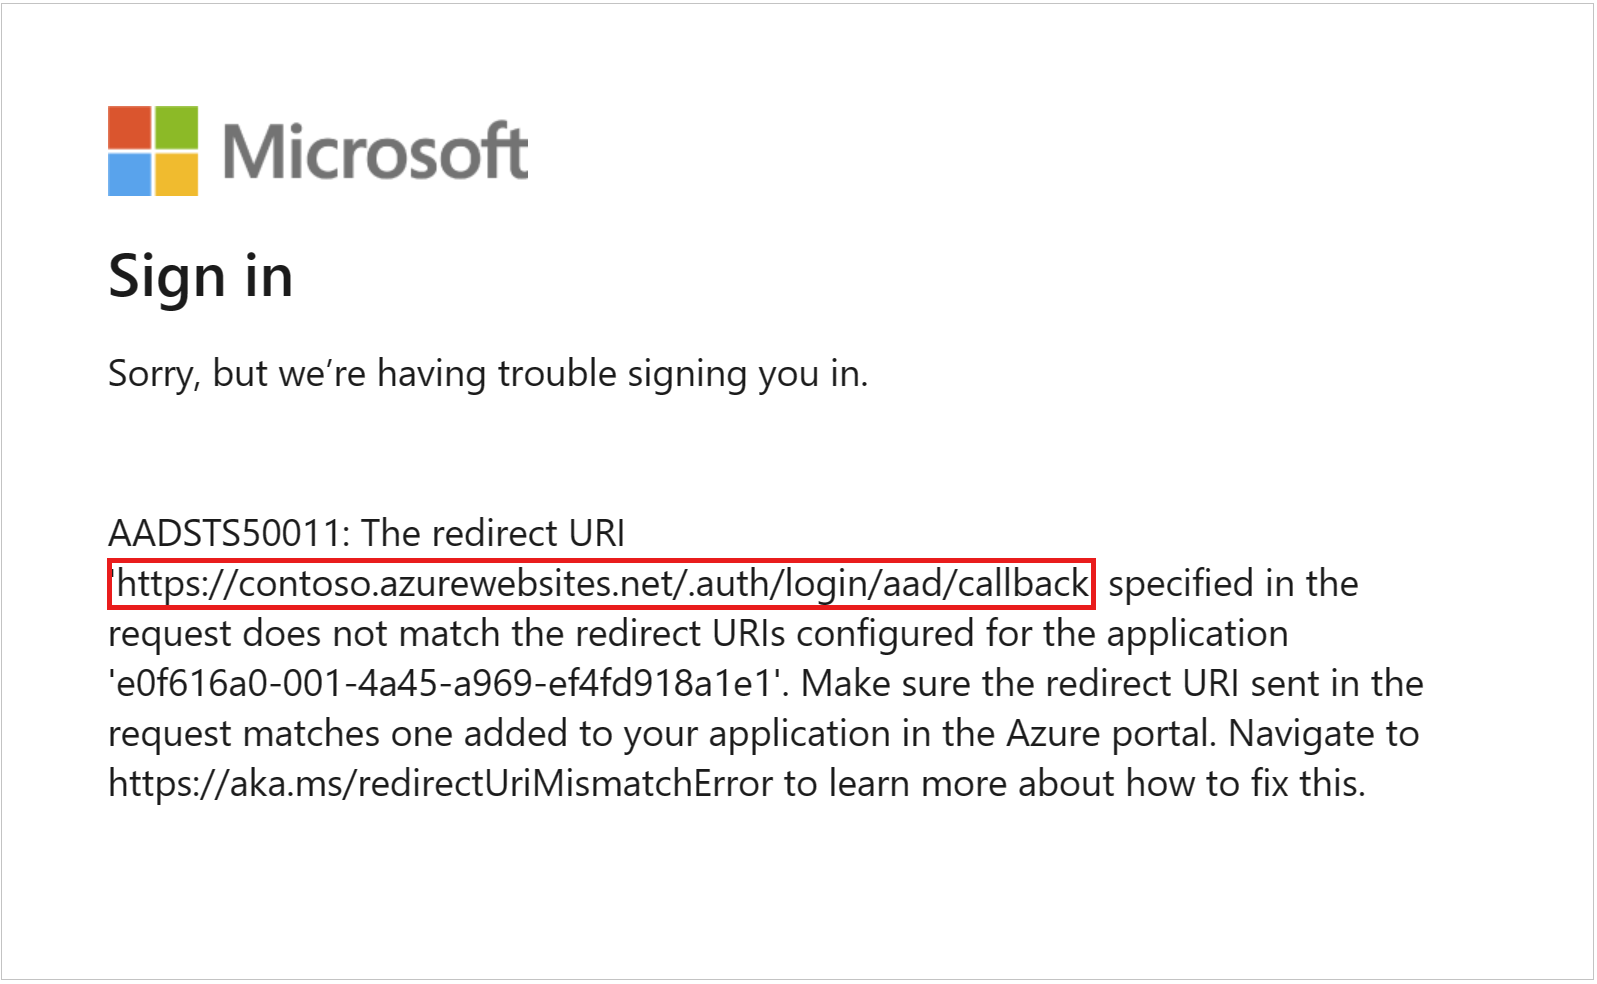 Microsoft
Sign in
Sorry, but we’re having trouble signing you in.
AADSTS50011: The redirect URI
'https://contoso.azurewebsites.net/.auth/login/aad/callback specified in the
request does not match the redirect URIs configured for the application
'e0f616a0-001-4a45-a969-ef4fd918a1e1'. Make sure the redirect URI sent in the
request matches one added to your application in the Azure portal. Navigate to
https://aka.ms/redirectUriMismatchError to learn more about how to fix this.